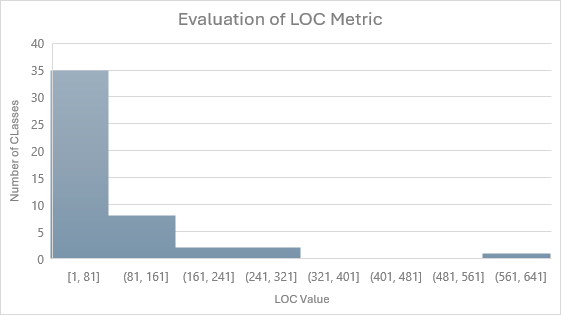 Evaluation of LOC Metric
Number of CLasses
40
35
30
25
20
15
10
5
0
[1, 81] (81, 161] (161, 241] (241, 321] (321, 401] (401, 481] (481, 561] (561, 641]
LOC Value